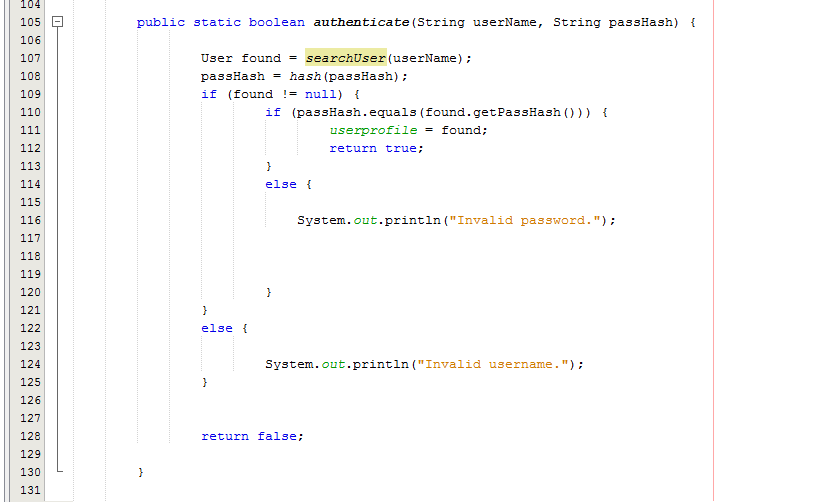 104
105 public static boolean authenticate(String userName, String passHash) {
106
107 User found = searchUser(userName);
108 passHash = hash(passHash);
109 if (found != null) {
110 if (passHash.equals(found.getPassHash())) {
111 userprofile = found;
112 return true;
113 }
114 else {
115
116 System.out.println("Invalid password.");
117
118
119
120 }
121 }
122 else {
123
124 System.out.println("Invalid username.");
125 }
126
127
128 return false;
129
130 }
131